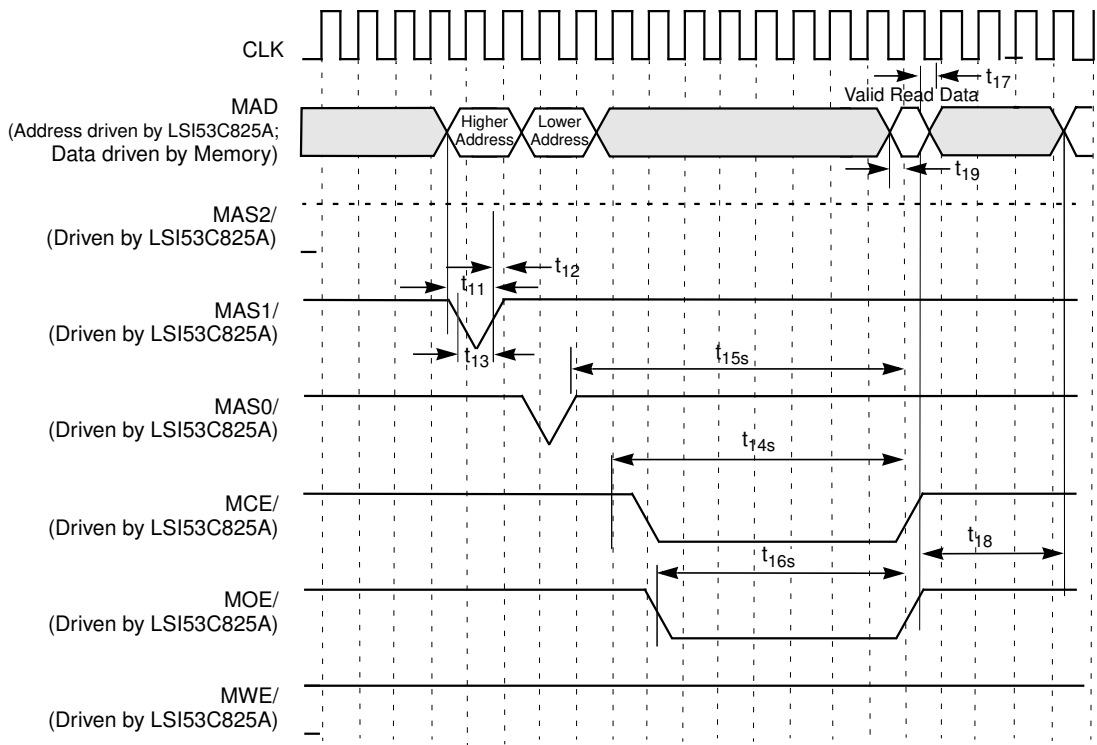 CLK
t17
Valid Read Data
MAD
(Address driven by LSI53C825A;
Data driven by Memory)
Higher
Address
Lower
Address
t19
MAS2/
(Driven by LSI53C825A)
t12
t11
MAS1/
(Driven by LSI53C825A)
t13
t15s
MAS0/
(Driven by LSI53C825A)
t14s
MCE/
(Driven by LSI53C825A)
t18
t16s
MOE/
(Driven by LSI53C825A)
MWE/
(Driven by LSI53C825A)